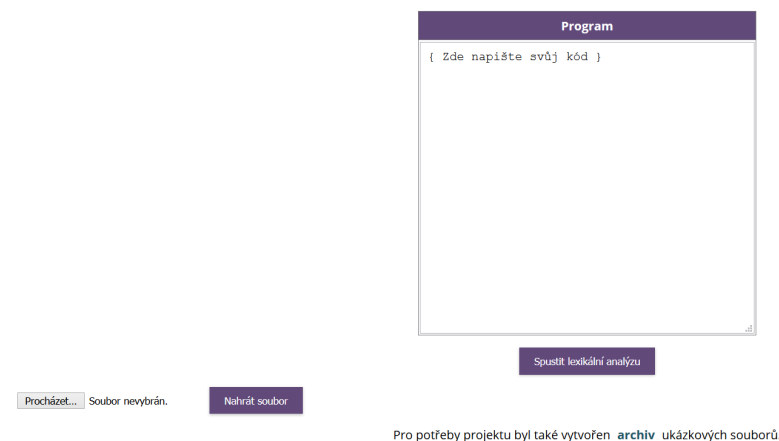 Program
{ Zde napište svůj kód }
Spustit lexikální analýzu
Procházet... Soubor nevybrán.
Nahrát soubor
Pro potřeby projektu byl také vytvořen archiv ukázkových souborů